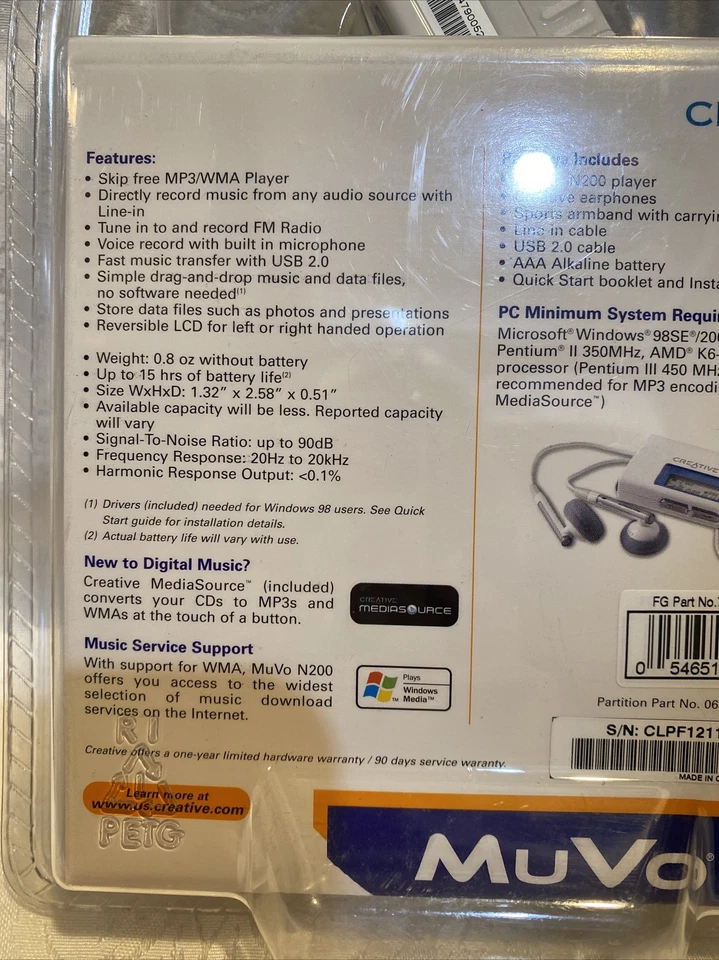 479005
C
Features:
• Skip free MP3/WMA Player
• Directly record music from any audio source with
Line-in
• Tune in to and record FM Radio
• Voice record with built in microphone
• Fast music transfer with USB 2.0
• Simple drag-and-drop music and data files,
no software needed(1)
• Store data files such as photos and presentations
• Reversible LCD for left or right handed operation
• Weight: 0.8 oz without battery
• Up to 15 hrs of battery life(2)
• Size WxHxD: 1.32” x 2.58” x 0.51”
• Available capacity will be less. Reported capacity
will vary
• Signal-To-Noise Ratio: up to 90dB
• Frequency Response: 20Hz to 20kHz
• Harmonic Response Output: <0.1%
(1) Drivers (included) needed for Windows 98 users. See Quick
Start guide for installation details.
(2) Actual battery life will vary with use.
New to Digital Music?
Creative MediaSource™ (included)
converts your CDs to MP3s and
WMAs at the touch of a button.
CREATIVE
MEDIASOURCE
Music Service Support
With support for WMA, MuVo N200
offers you access to the widest
selection of music download
services on the Internet.
Plays
Windows
Media™
Creative offers a one-year limited hardware warranty / 90 days service warranty.
Learn more at
www.us.creative.com
PETG
Includes
N200 player
earphones
• Sports armband with
• Line in cable
• USB 2.0 cable
• AAA Alkaline battery
• Quick Start booklet and
PC Minimum System
Microsoft® Windows® 98SE®/
Pentium® II 350MHz, AMD® K6-
processor (Pentium III 450
recommended for MP3
MediaSource™)
CREATIVE
FG Part No.
0 54651
Partition Part No. 06
S/N: CLPF1211
MADE IN
MuVo®